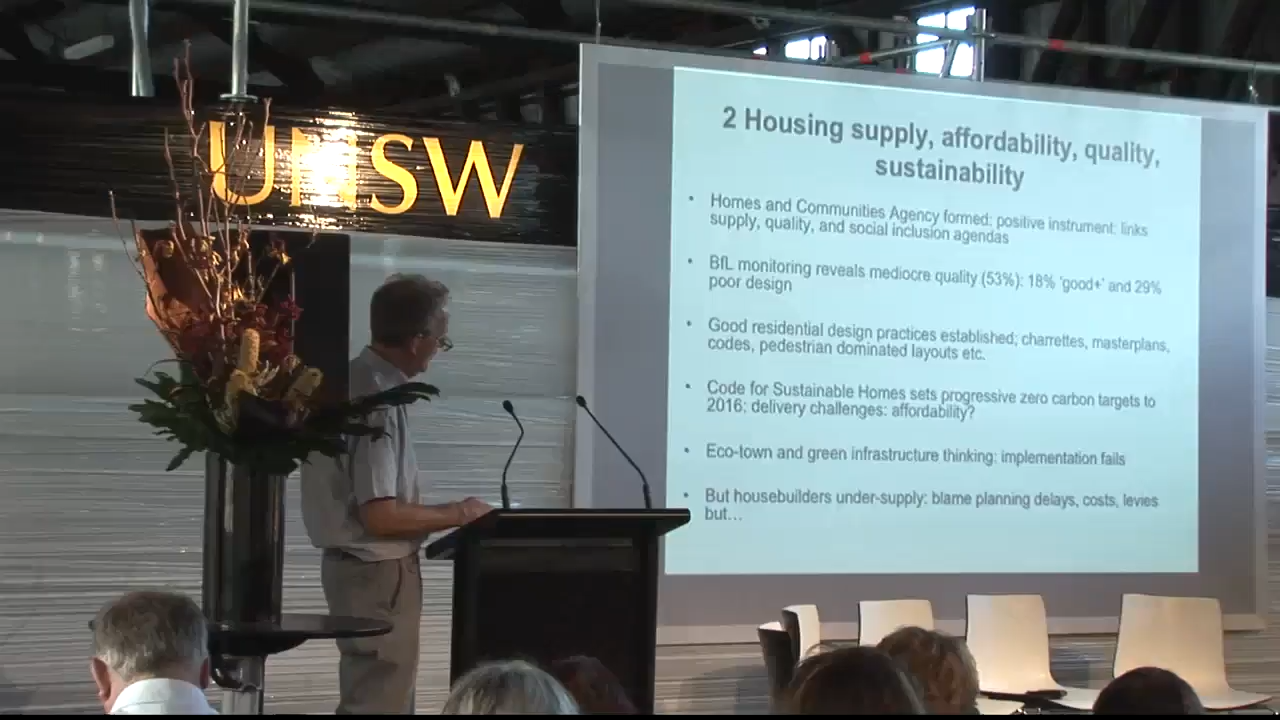 UNSW
2 Housing supply, affordability, quality,
sustainability
• Homes and Communities Agency formed: positive instrument: links
supply, quality, and social inclusion agendas
• BfL monitoring reveals mediocre quality (53%): 18% 'good+' and 29%
poor design
• Good residential design practices established; charrettes, masterplans,
codes, pedestrian dominated layouts etc.
• Code for Sustainable Homes sets progressive zero carbon targets to
2016: delivery challenges: affordability?
• Eco-town and green infrastructure thinking: implementation fails
• But housebuilders under-supply: blame planning delays, costs, levies
but...